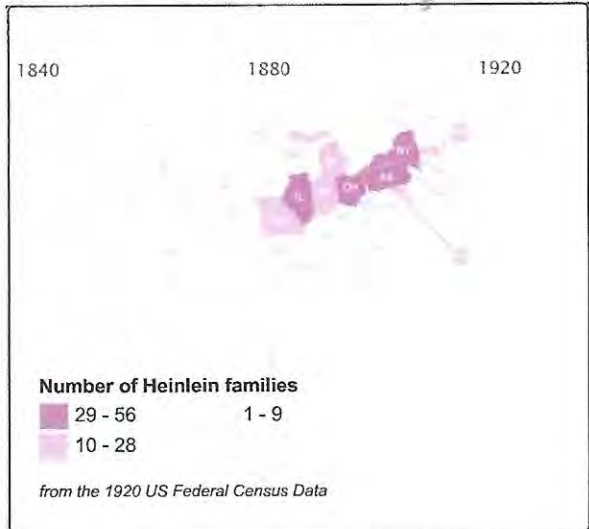 1840 1880 1920
NY
PA
OH
IL
Number of Heinlein families
29 - 56 1 - 9
10 - 28
from the 1920 US Federal Census Data